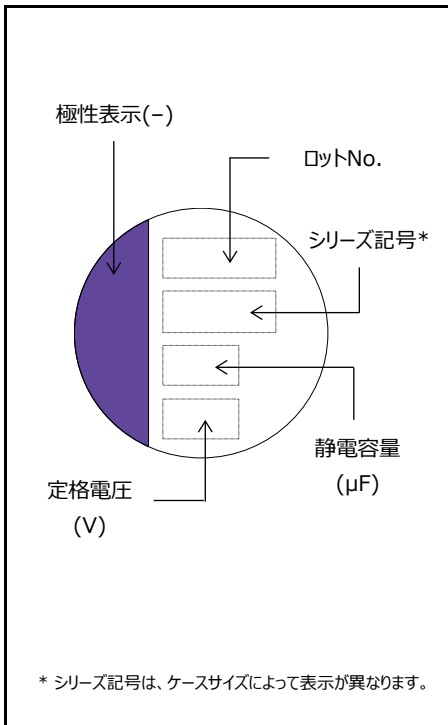 極性表示(−)
ロットNo.
シリーズ記号*
静電容量
(μF)
定格電圧
(V)
* シリーズ記号は、ケースサイズによって表示が異なります。